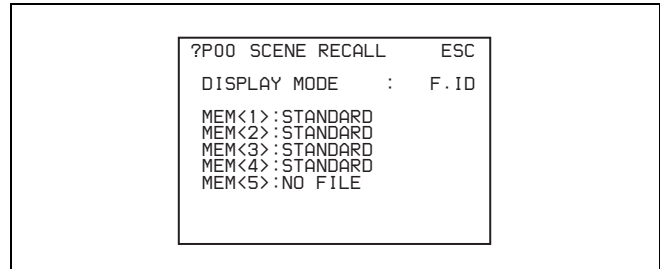 ?P00 SCENE RECALL ESC
DISPLAY MODE : F.ID
MEM<1>:STANDARD
MEM<2>:STANDARD
MEM<3>:STANDARD
MEM<4>:STANDARD
MEM<5>:NO FILE